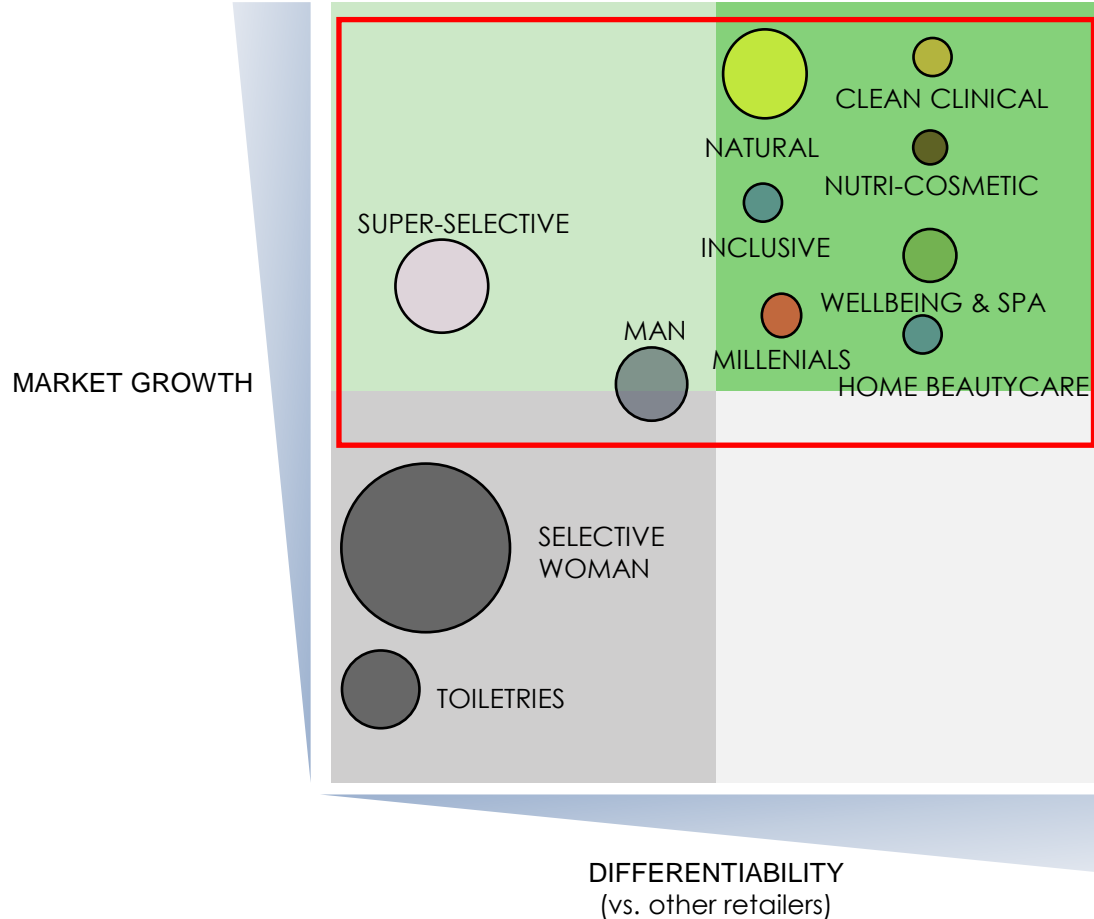 CLEAN CLINICAL
NATURAL
NUTRI-COSMETIC
SUPER-SELECTIVE
INCLUSIVE
WELLBEING & SPA
MAN
MILLENIALS
HOME BEAUTYCARE
MARKET GROWTH
SELECTIVE
WOMAN
TOILETRIES
DIFFERENTIABILITY
(vs. other retailers)